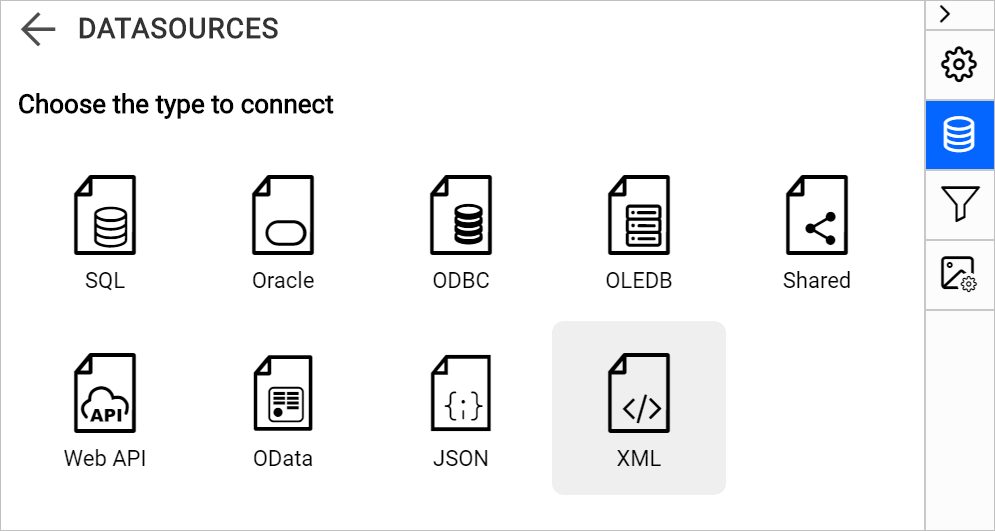 DATASOURCES
Choose the type to connect
SQL
Oracle
ODBC
OLEDB
Shared
API
Web API
OData
{;}
JSON
</>
XML